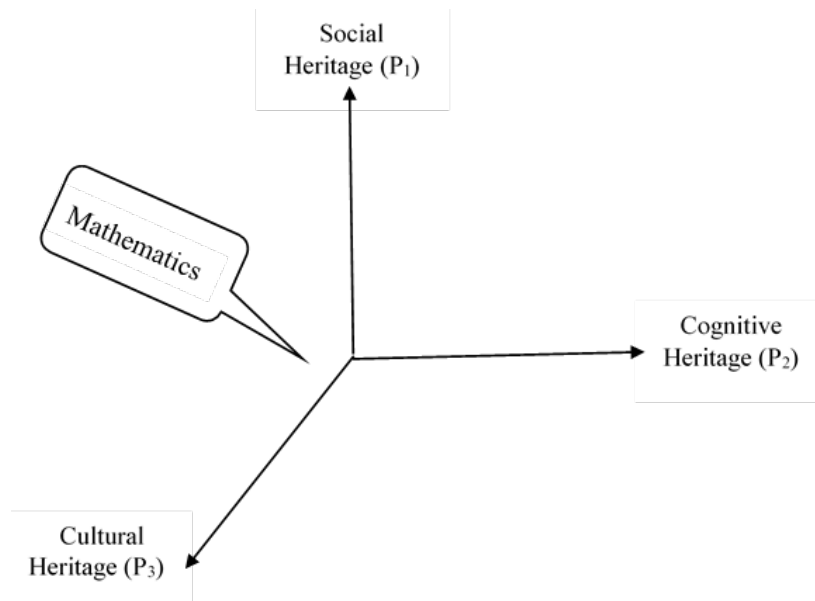 Social
Heritage (P₁)
Mathematics
Cognitive
Heritage (P₂)
Cultural
Heritage (P₃)